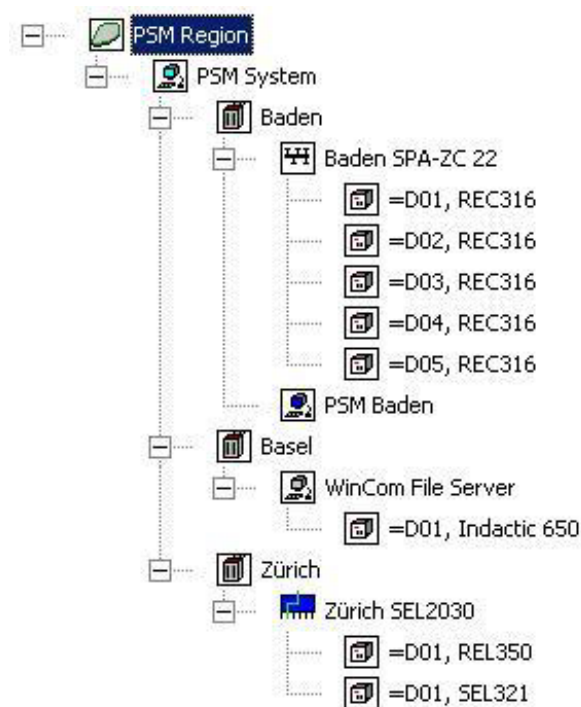 PSM Region
PSM System
Baden
Baden SPA-ZC 22
=D01, REC316
=D02, REC316
=D03, REC316
=D04, REC316
=D05, REC316
PSM Baden
Basel
WinCom File Server
=D01, Indactic 650
Zürich
Zürich SEL2030
=D01, REL350
=D01, SEL321